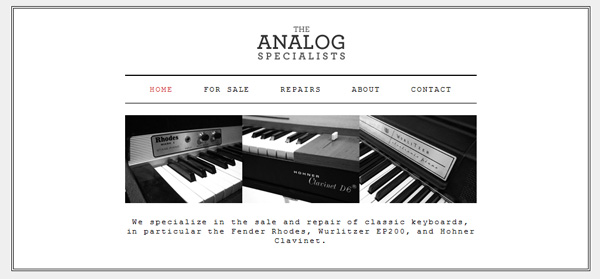 THE
ANALOG
SPECIALISTS
HOME FOR SALE REPAIRS ABOUT CONTACT
Rhodes
HOHNER
Clavinet D6
WURLITZER
We specialize in the sale and repair of classic keyboards,
in particular the Fender Rhodes, Wurlitzer EP200, and Hohner
Clavinet.